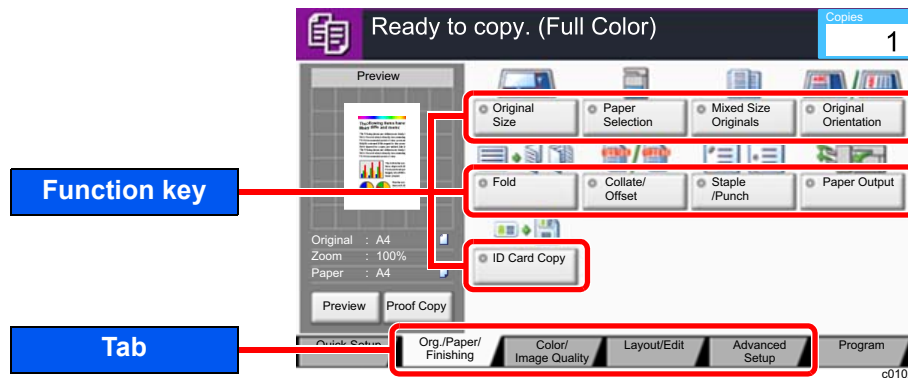 Ready to copy. (Full Color)
Copies
1
Preview
Original
Size
Paper
Selection
Mixed Size
Originals
Original
Orientation
Function key
Fold
Collate/
Offset
Staple
/Punch
Paper Output
Original : A4
Zoom : 100%
Paper : A4
ID Card Copy
Preview
Proof Copy
Tab
Quick Setup
Org./Paper/
Finishing
Color/
Image Quality
Layout/Edit
Advanced
Setup
Program
c010